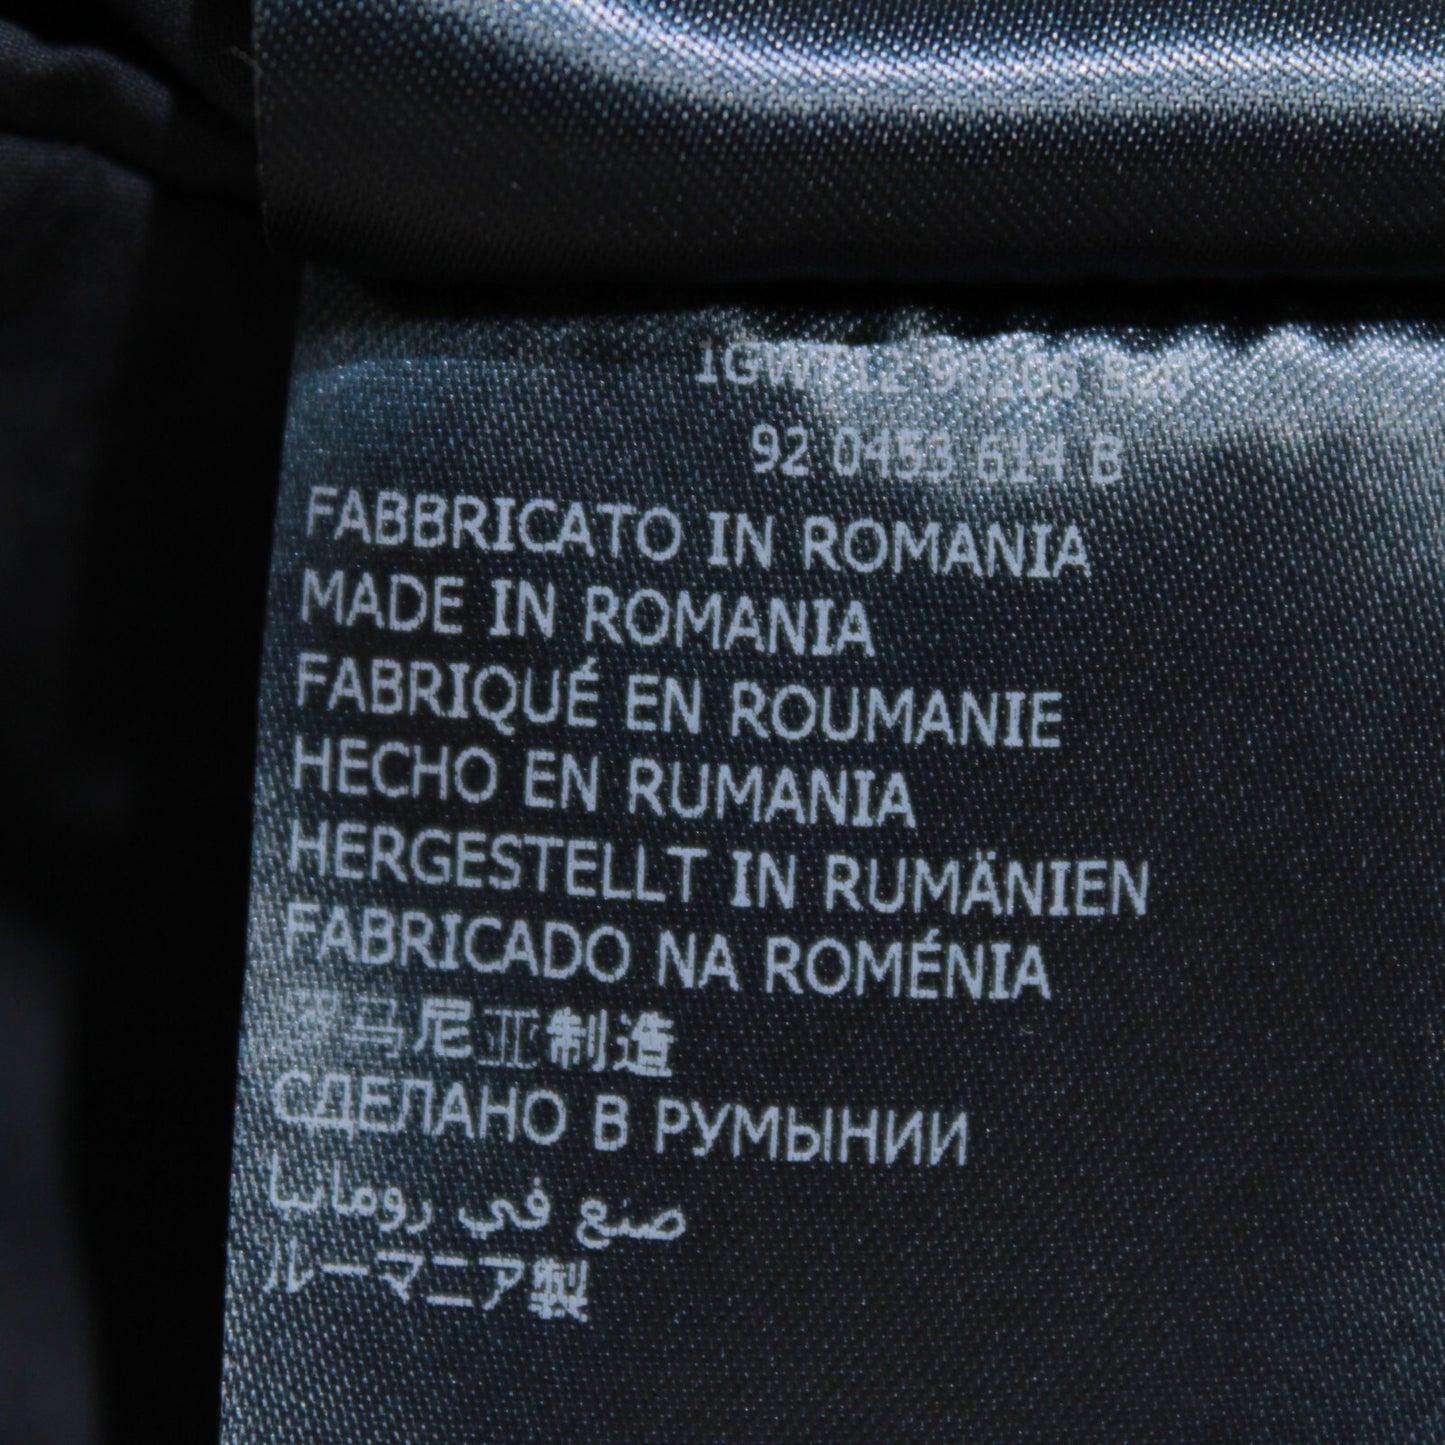 92 0453 614 B
FABBRICATO IN ROMANIA
MADE IN ROMANIA
FABRIQUÉ EN ROUMANIE
HECHO EN RUMANIA
HERGESTELLT IN RUMÄNIEN
FABRICADO NA ROMÉNIA
罗马尼亚制造
СДЕЛАНО В РУМЫНИИ
صنع في رومانيا
ルーマニア製